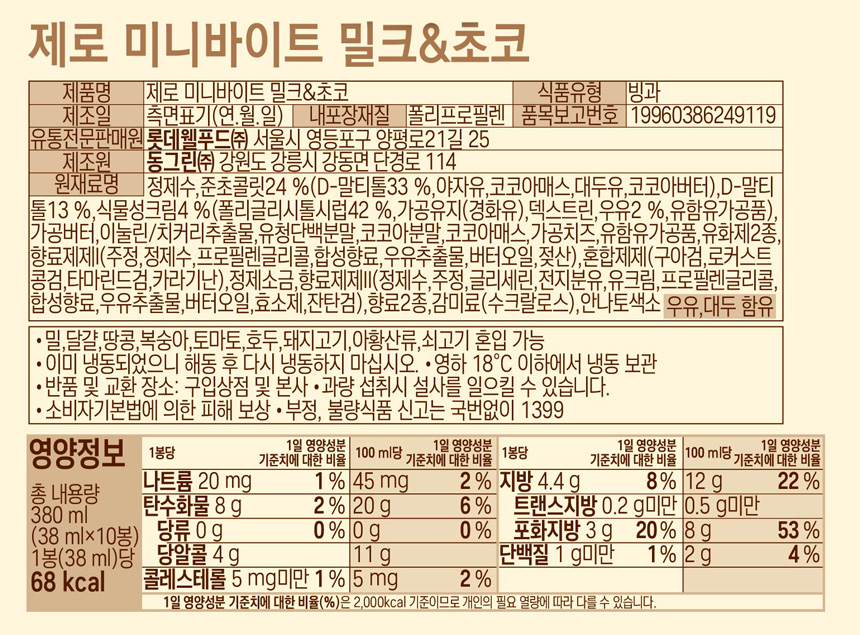 제로 미니바이트 밀크&초코
제품명 제로 미니바이트 밀크&초코 식품유형 빙과
제조일 측면표기(연.월.일) 내포장재질 폴리프로필렌 품목보고번호 19960386249119
유통전문판매원 롯데웰푸드㈜ 서울시 영등포구 양평로21길 25
제조원 동그린㈜ 강원도 강릉시 강동면 단경로 114
원재료명 정제수,준초콜릿24 %(D-말티톨33 %,야자유,코코아매스,대두유,코코아버터),D-말티
톨13 %,식물성크림4 %(폴리글리시톨시럽42 %,가공유지(경화유),덱스트린,우유2 %,유함유가공품),
가공버터,이눌린/치커리추출물,유청단백분말,코코아분말,코코아매스,가공치즈,유함유가공품,유화제2종,
향료제제I(주정,정제수,프로필렌글리콜,합성향료,우유추출물,버터오일,젖산),혼합제제(구아검,로커스트
콩검,타마린드검,카라기난),정제소금,향료제제II(정제수,주정,글리세린,전지분유,유크림,프로필렌글리콜,
합성향료,우유추출물,버터오일,효소제,잔탄검),향료2종,감미료(수크랄로스),안나토색소 우유,대두 함유
•밀,달걀,땅콩,복숭아,토마토,호두,돼지고기,아황산류,쇠고기 혼입 가능
•이미 냉동되었으니 해동 후 다시 냉동하지 마십시오. •영하 18℃ 이하에서 냉동 보관
•반품 및 교환 장소: 구입상점 및 본사 •과량 섭취시 설사를 일으킬 수 있습니다.
•소비자기본법에 의한 피해 보상 •부정, 불량식품 신고는 국번없이 1399
영양정보
총 내용량
380 ml
(38 ml×10봉)
1봉(38 ml)당
68 kcal
1봉당 1일 영양성분 기준치에 대한 비율 100 ml당 1일 영양성분 기준치에 대한 비율 1봉당 1일 영양성분 기준치에 대한 비율 100 ml당 1일 영양성분 기준치에 대한 비율
나트륨 20 mg 1 % 45 mg 2 % 지방 4.4 g 8 % 12 g 22 %
탄수화물 8 g 2 % 20 g 6 % 트랜스지방 0.2 g미만 0.5 g미만
당류 0 g 0 % 0 g 0 % 포화지방 3 g 20 % 8 g 53 %
당알콜 4 g 11 g 단백질 1 g미만 1 % 2 g 4 %
콜레스테롤 5 mg미만 1 % 5 mg 2 %
1일 영양성분 기준치에 대한 비율(%)은 2,000kcal 기준이므로 개인의 필요 열량에 따라 다를 수 있습니다.